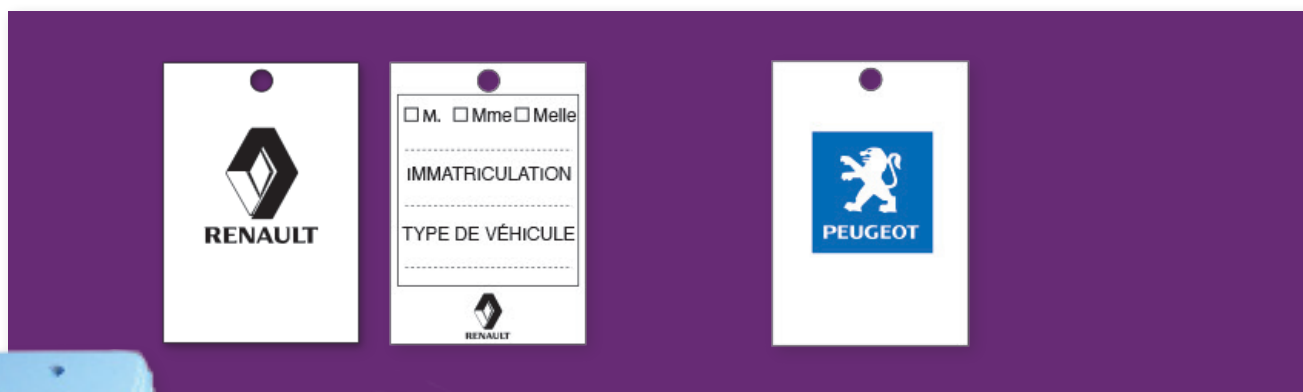 RENAULT
M. Mme Melle
IMMATRICULATION
TYPE DE VÉHICULE
RENAULT
PEUGEOT